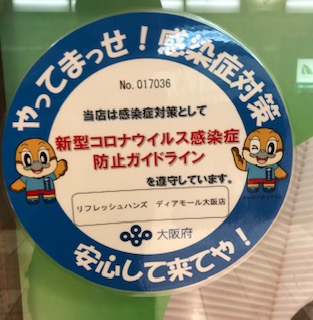 やってまっせ！感染症対策
No. 017036
当店は感染症対策として
新型コロナウイルス感染症
防止ガイドライン
を遵守しています。
リフレッシュハンズ　ディアモール大阪店
大阪府
安心して来てや！